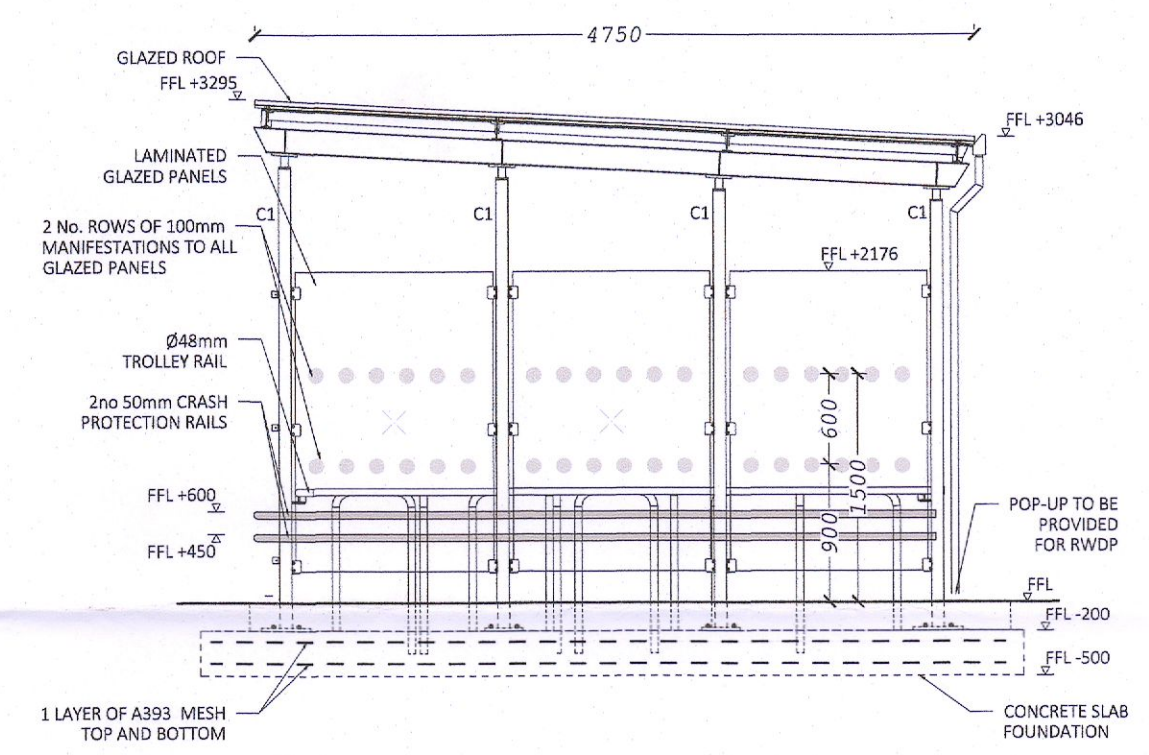 4750
GLAZED ROOF
FFL +3295
FFL +3046
LAMINATED
GLAZED PANELS
C1
C1
C1
C1
2 No. ROWS OF 100mm
MANIFESTATIONS TO ALL
GLAZED PANELS
FFL +2176
Ø48mm
TROLLEY RAIL
2no 50mm CRASH
PROTECTION RAILS
600
1500
900
FFL +600
FFL +450
POP-UP TO BE
PROVIDED
FOR RWDP
FFL
FFL -200
FFL -500
1 LAYER OF A393 MESH
TOP AND BOTTOM
CONCRETE SLAB
FOUNDATION